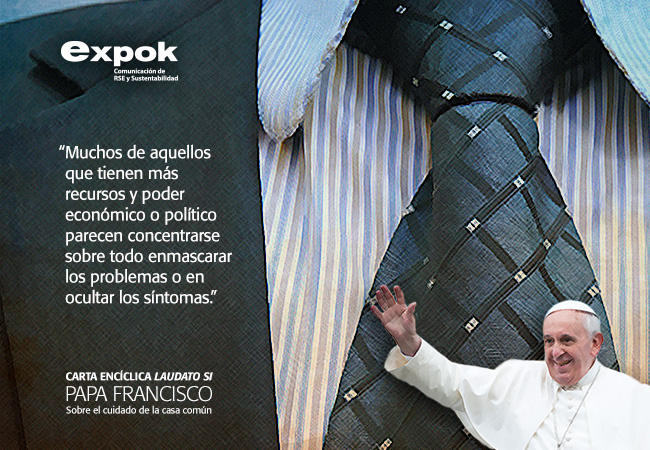 expok
Comunicación de
RSE y Sustentabilidad
“Muchos de aquellos
que tienen más
recursos y poder
económico o político
parecen concentrarse
sobre todo enmascarar
los problemas o en
ocultar los síntomas.”
CARTA ENCÍCLICA LAUDATO SI
PAPA FRANCISCO
Sobre el cuidado de la casa común